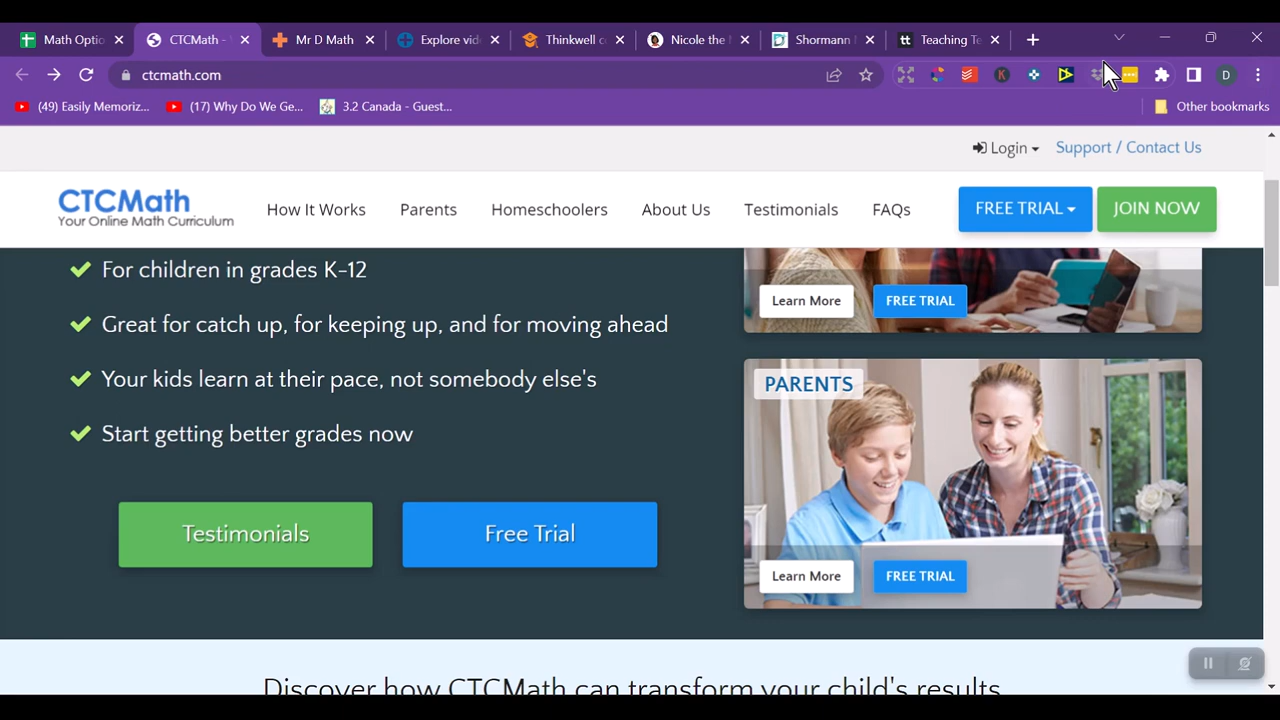 Math Optio
CTCMath -
Mr D Math
Explore vid
Thinkwell c
Nicole the
Shormann
Teaching Te
ctcmath.com
D
(49) Easily Memoriz...
(17) Why Do We Ge...
3.2 Canada - Guest...
Other bookmarks
Login
Support / Contact Us
CTCMath
Your Online Math Curriculum
How It Works
Parents
Homeschoolers
About Us
Testimonials
FAQs
FREE TRIAL
JOIN NOW
For children in grades K-12
Great for catch up, for keeping up, and for moving ahead
Your kids learn at their pace, not somebody else's
Start getting better grades now
Testimonials
Free Trial
Learn More
FREE TRIAL
PARENTS
Learn More
FREE TRIAL
Discover how CTCMath can transform your child's results